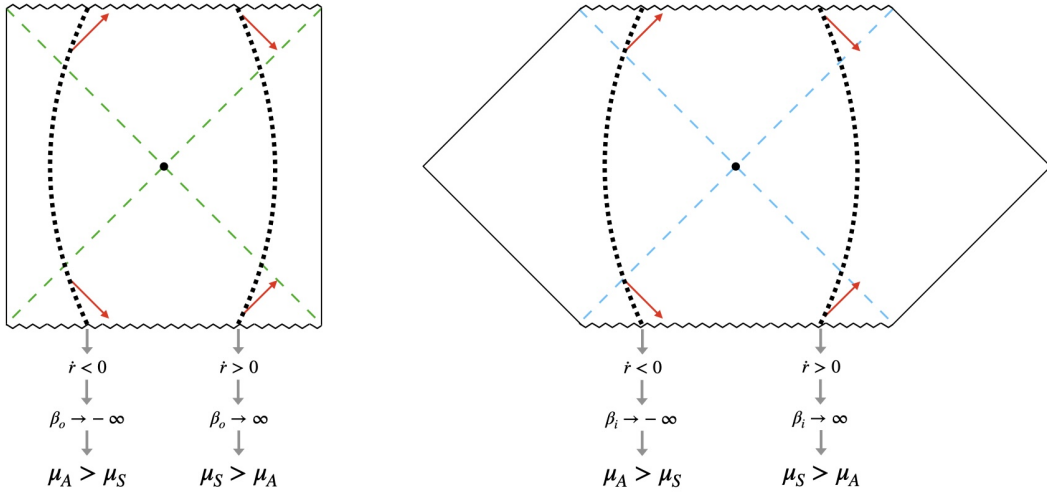 ṙ < 0 ṙ > 0 ṙ < 0 ṙ > 0
β_o → − ∞ β_o → ∞ β_i → − ∞ β_i → ∞
μ_A > μ_S μ_S > μ_A μ_A > μ_S μ_S > μ_A